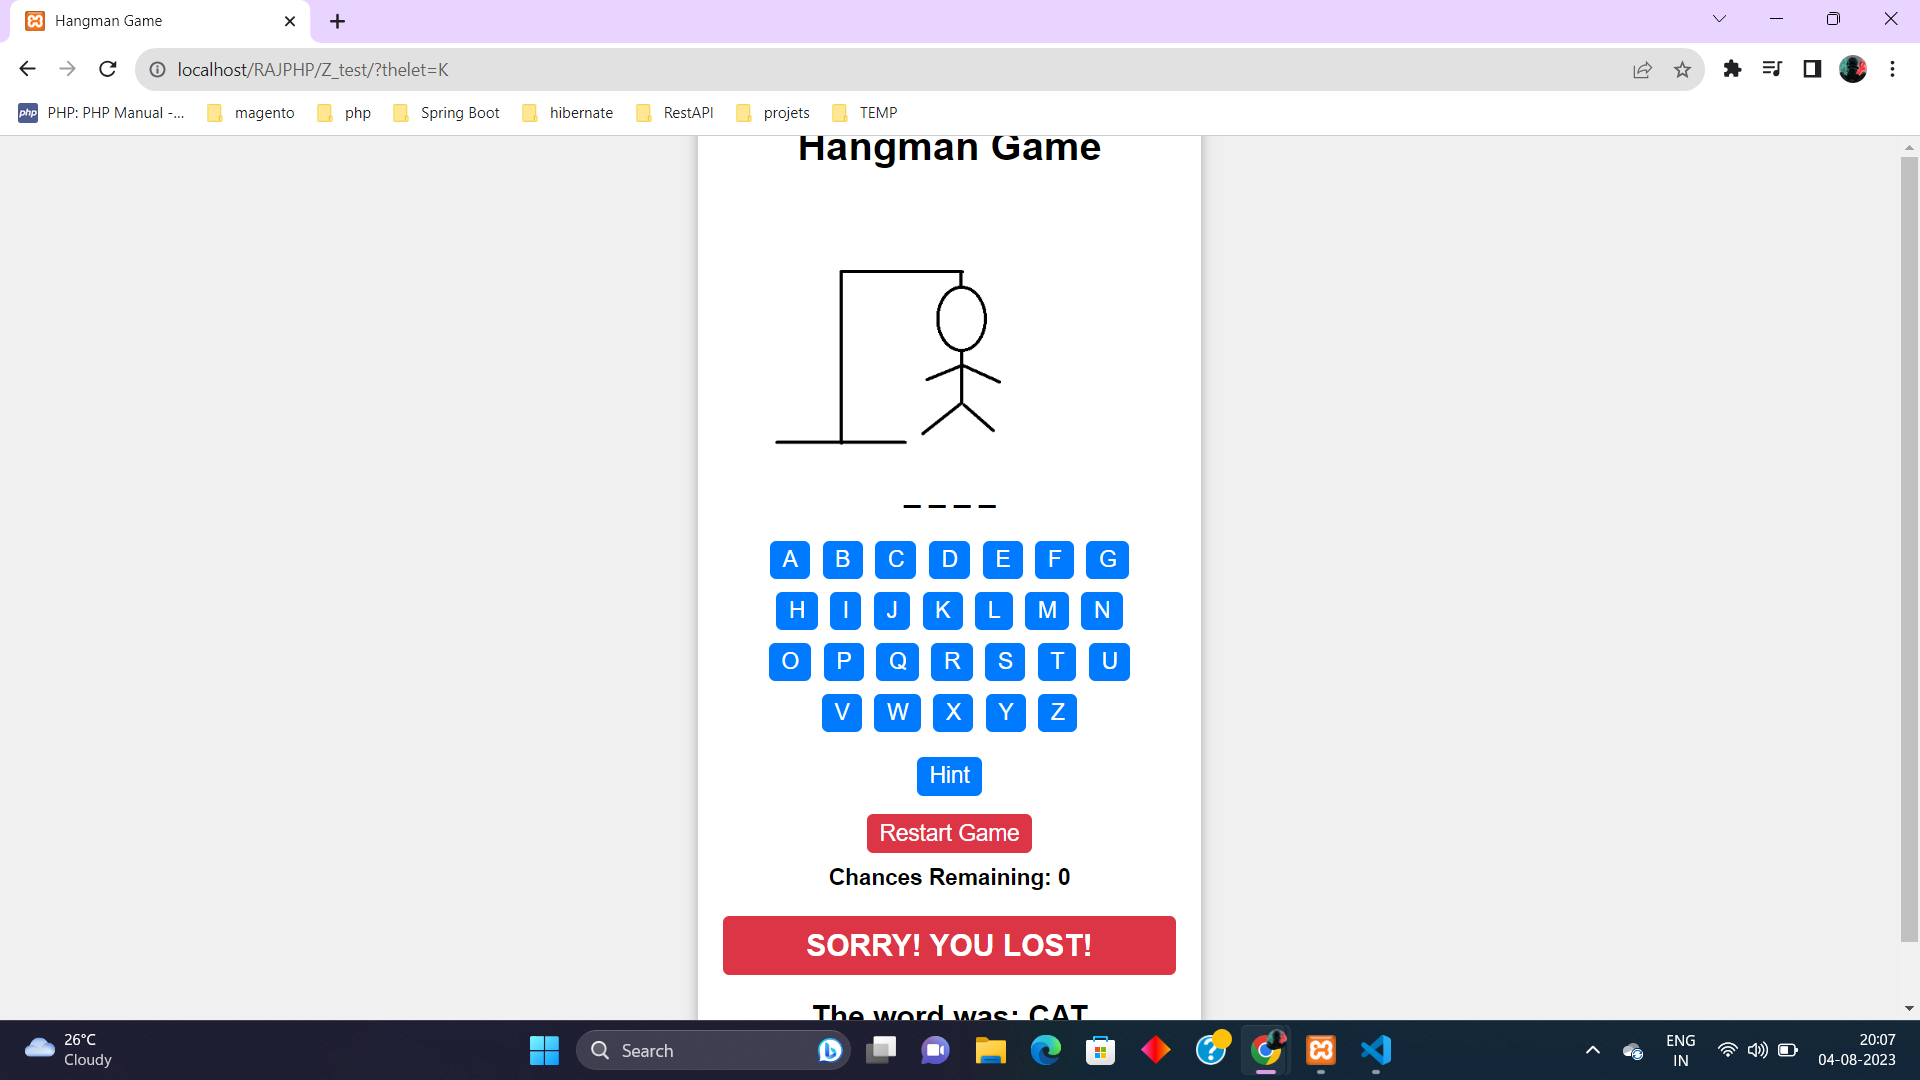 Hangman Game
localhost/RAJPHP/Z_test/?thelet=K
php PHP: PHP Manual -... magento php Spring Boot hibernate RestAPI projets TEMP
Hangman Game
_ _ _ _
A B C D E F G
H I J K L M N
O P Q R S T U
V W X Y Z
Hint
Restart Game
Chances Remaining: 0
SORRY! YOU LOST!
The word was: CAT
26°C
Cloudy
Search
ENG
IN
20:07
04-08-2023